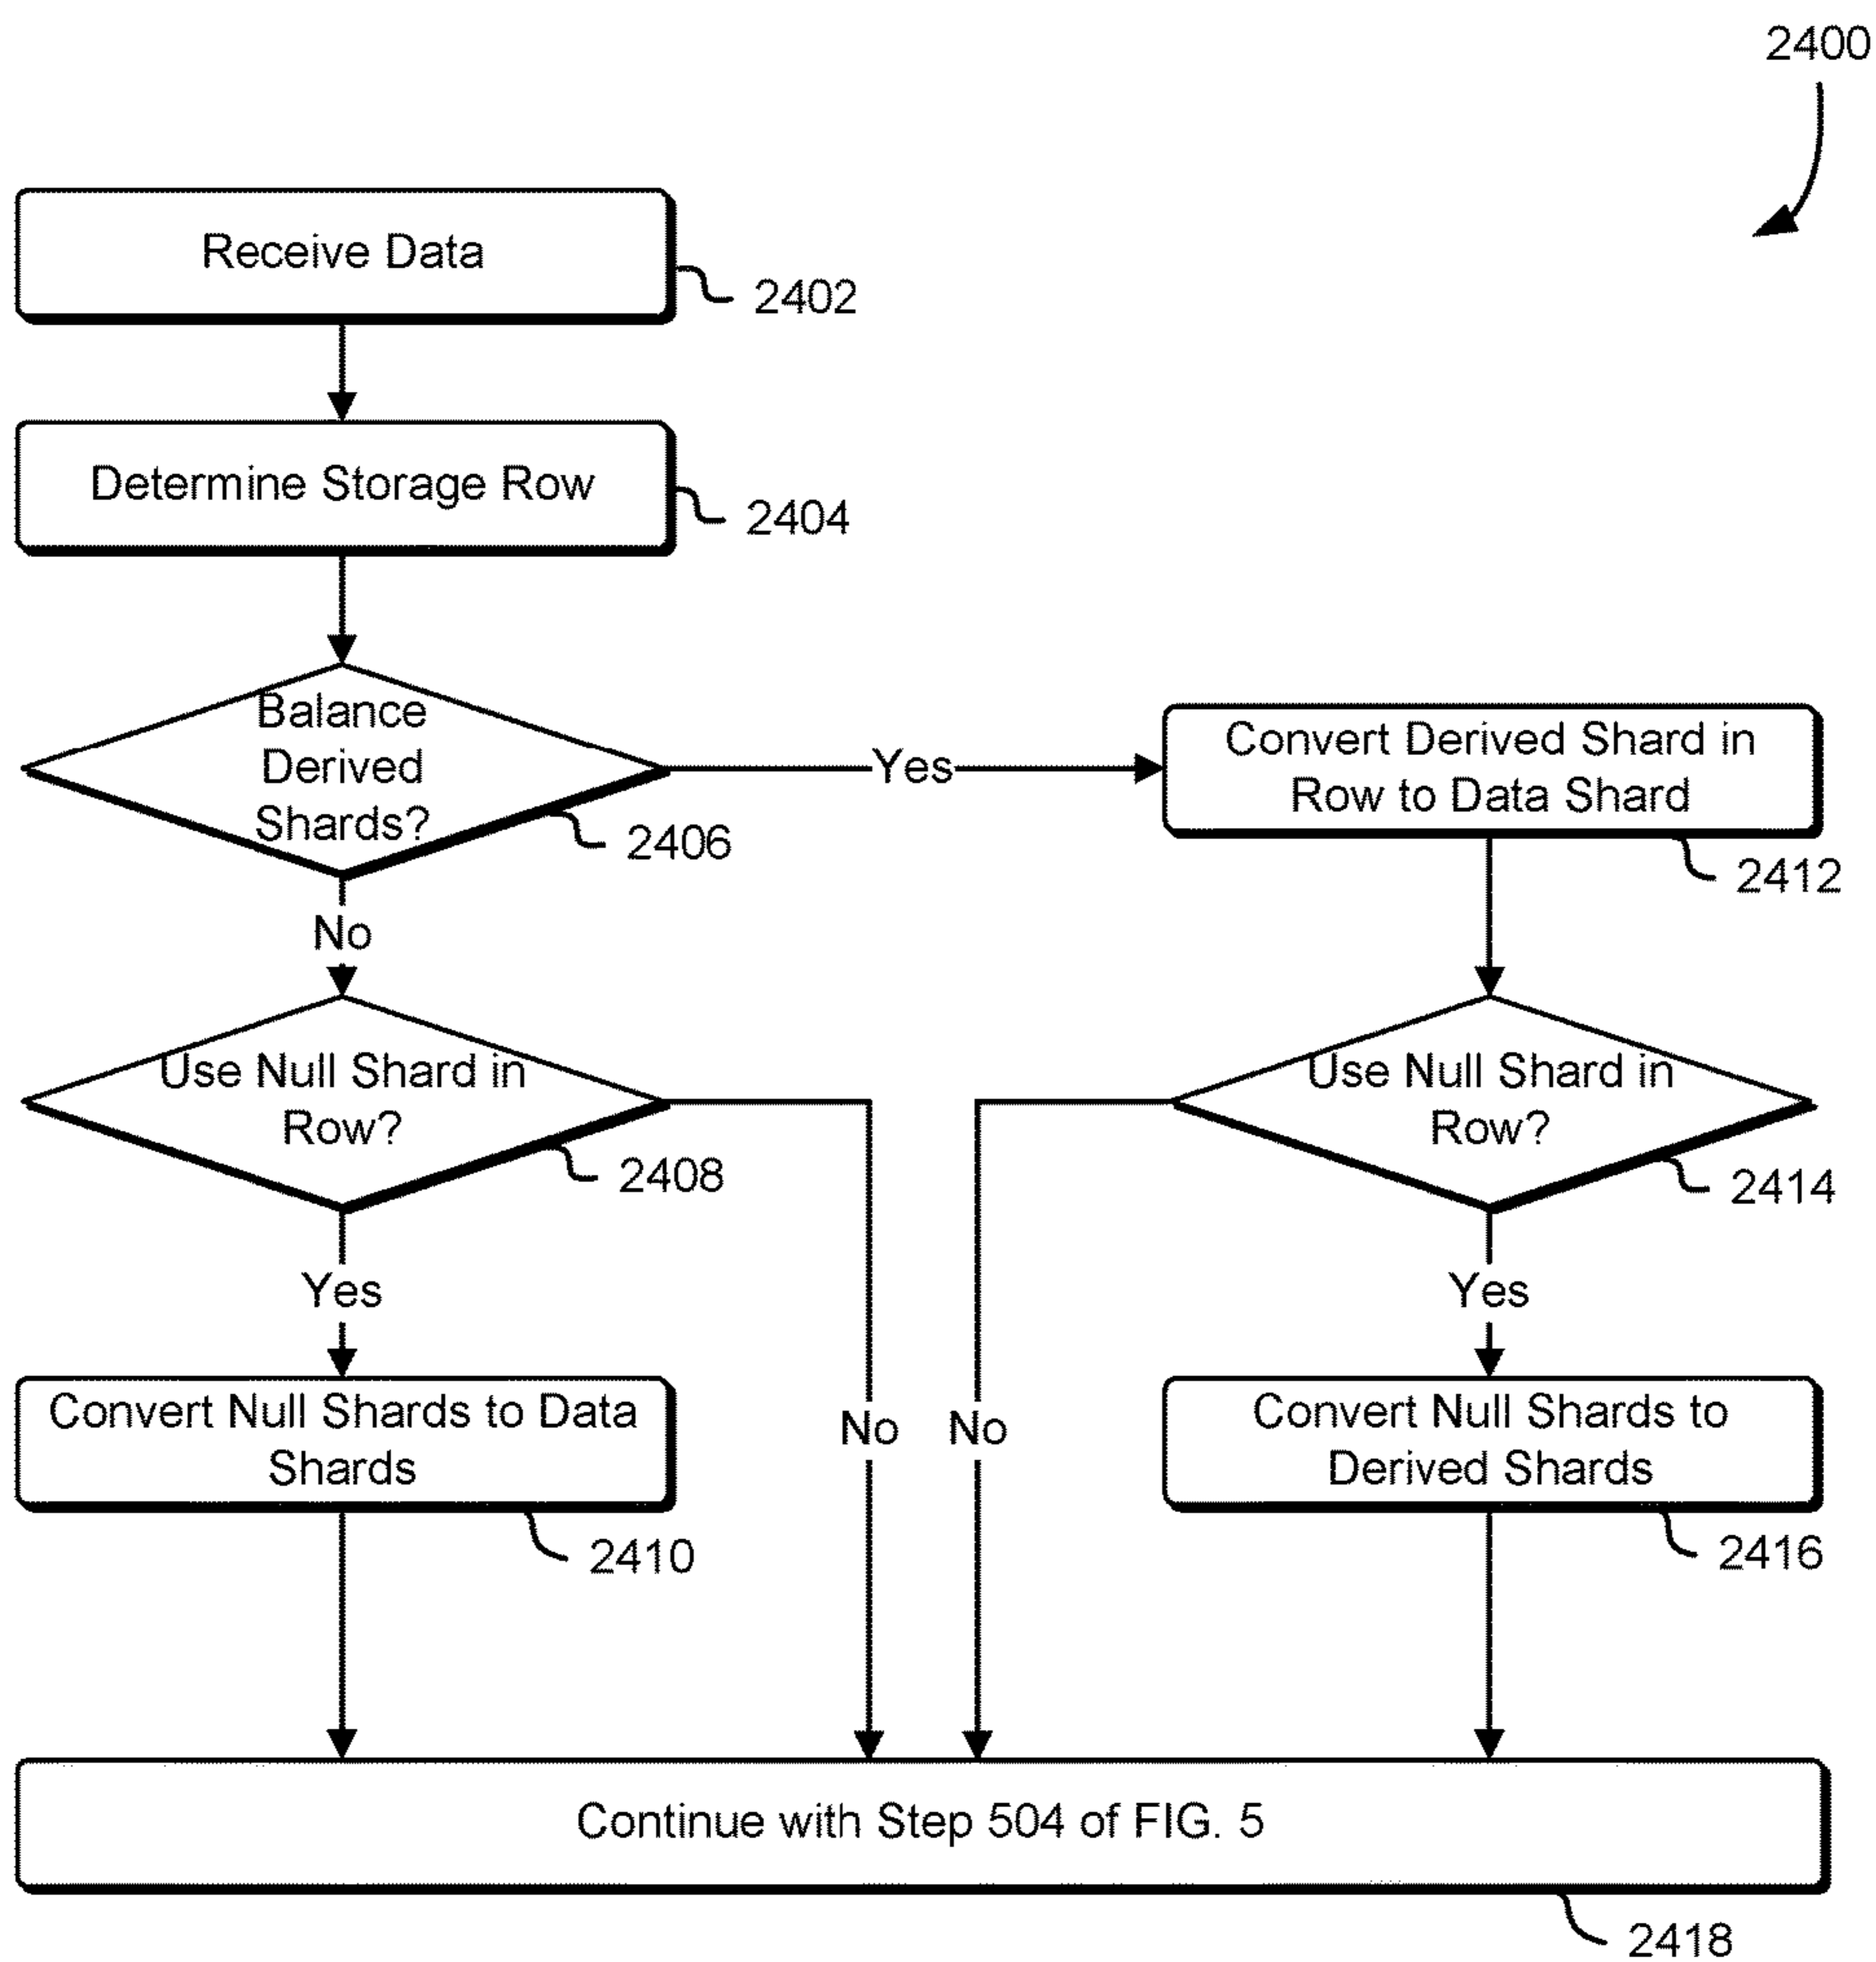 2400
Receive Data
2402
Determine Storage Row
2404
Balance
Derived
Shards?
2406
Yes
Convert Derived Shard in
Row to Data Shard
2412
No
Use Null Shard in
Row?
2408
Use Null Shard in
Row?
2414
Yes
Yes
Convert Null Shards to Data
Shards
2410
No
No
Convert Null Shards to
Derived Shards
2416
Continue with Step 504 of FIG. 5
2418